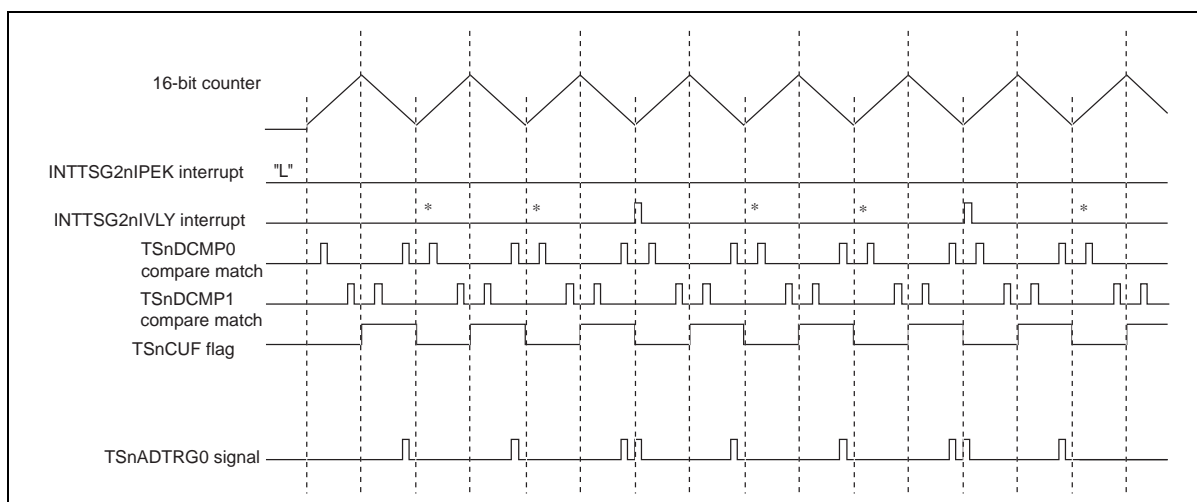 16-bit counter
INTTSG2nIPEK interrupt "L"
INTTSG2nIVLY interrupt * * * * *
TSnDCMP0
compare match
TSnDCMP1
compare match
TSnCUF flag
TSnADTRG0 signal